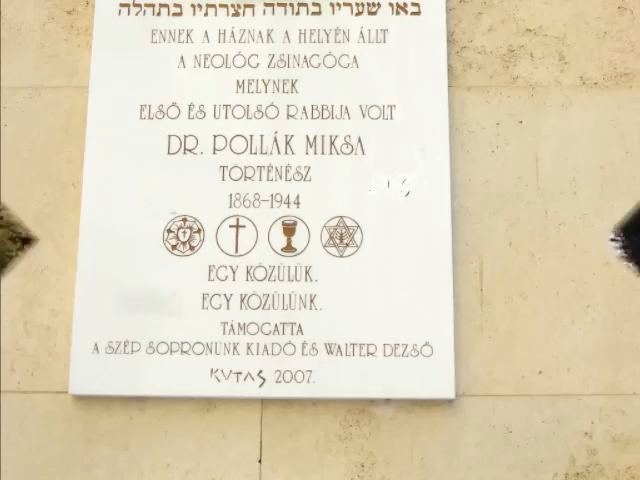 באו שעריו בתודה חצרתיו בתהלה
ENNEK A HÁZNAK A HELYÉN ÁLLT
A NEOLÓG ZSINAGÓGA
MELYNEK
ELSŐ ÉS UTOLSÓ RABBIJA VOLT
DR. POLLÁK MIKSA
TÖRTÉNÉSZ
1868–1944
EGY KÖZÜLÜK.
EGY KÖZÜLÜNK.
TÁMOGATTA
A SZÉP SOPRONUNK KIADÓ ÉS WALTER DEZSŐ
KUTAS 2007.